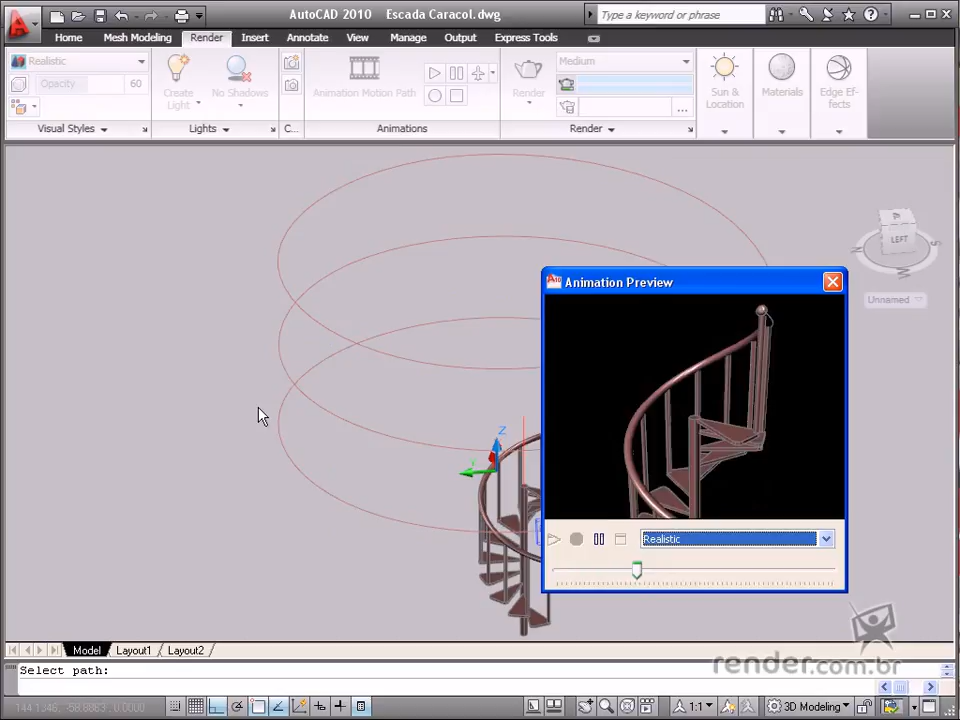 AutoCAD 2010 Escada Caracol.dwg
Type a keyword or phrase
Home Mesh Modeling Render Insert Annotate Manage View Output Express Tools
Realistic
Opacity 60
Visual Styles
Create Light
No Shadows
Lights
C...
Animation Motion Path
Animations
Render
Medium
...
Render
Sun & Location
Materials
Edge Ef-fects
LEFT
N
S
W
Unnamed
Animation Preview
Realistic
Z
Y
Model Layout1 Layout2
Select path:
render.com.br
1:1
3D Modeling